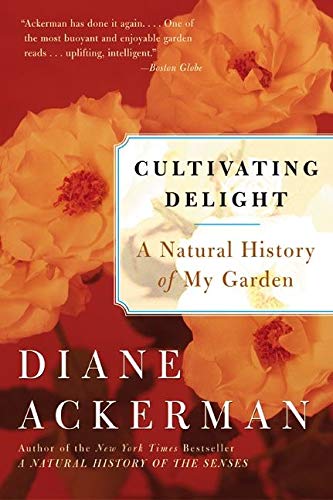 "Ackerman has done it again. . . . One of
the most buoyant and enjoyable garden
reads . . . uplifting, intelligent."
—Boston Globe
CULTIVATING
DELIGHT
A Natural History
of My Garden
DIANE
ACKERMAN
Author of the New York Times Bestseller
A NATURAL HISTORY OF THE SENSES